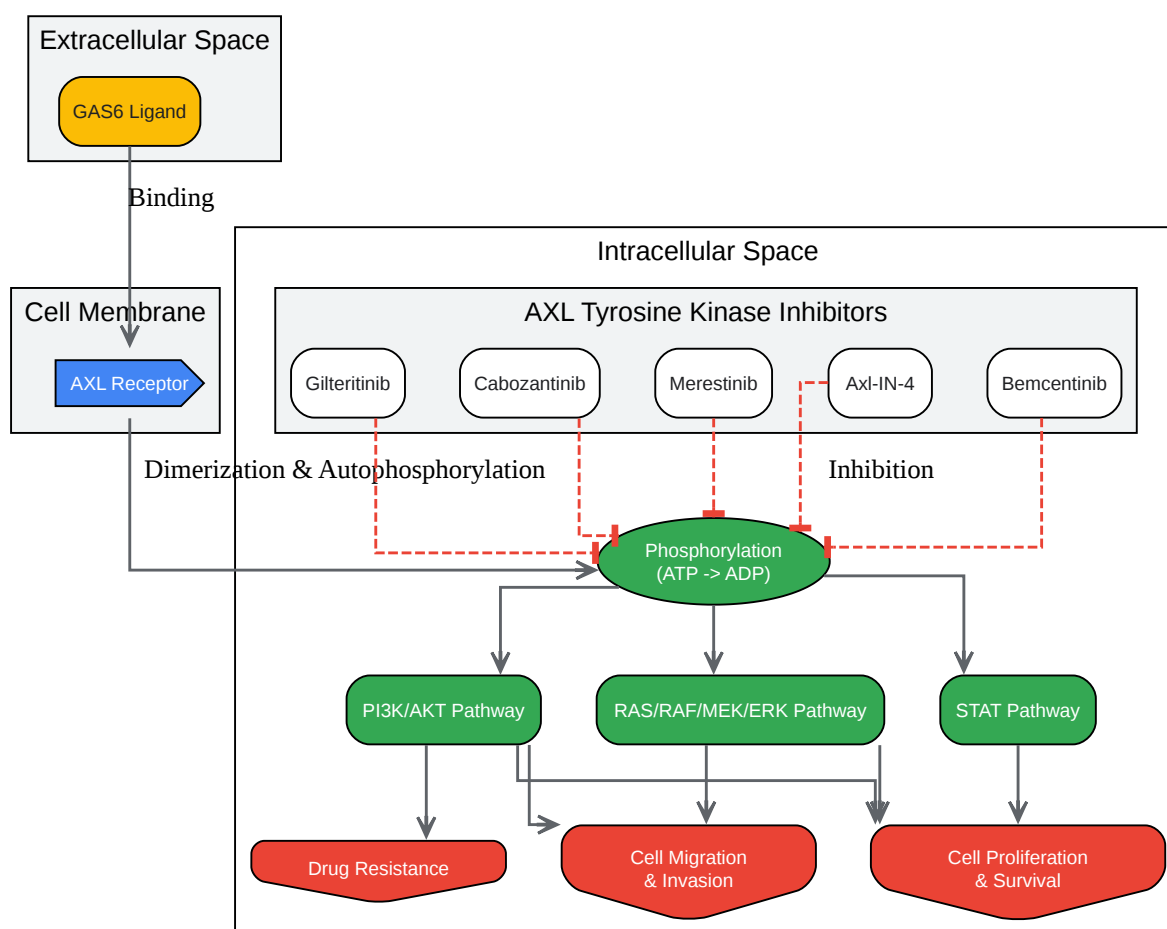 Extracellular Space
GAS6 Ligand
Binding
Intracellular Space
Cell Membrane
AXL Tyrosine Kinase Inhibitors
AXL Receptor
Gilteritinib
Cabozantinib
Merestinib
Axl-IN-4
Bemcentinib
Dimerization & Autophosphorylation
Inhibition
Phosphorylation
(ATP -> ADP)
PI3K/AKT Pathway
RAS/RAF/MEK/ERK Pathway
STAT Pathway
Drug Resistance
Cell Migration
& Invasion
Cell Proliferation
& Survival